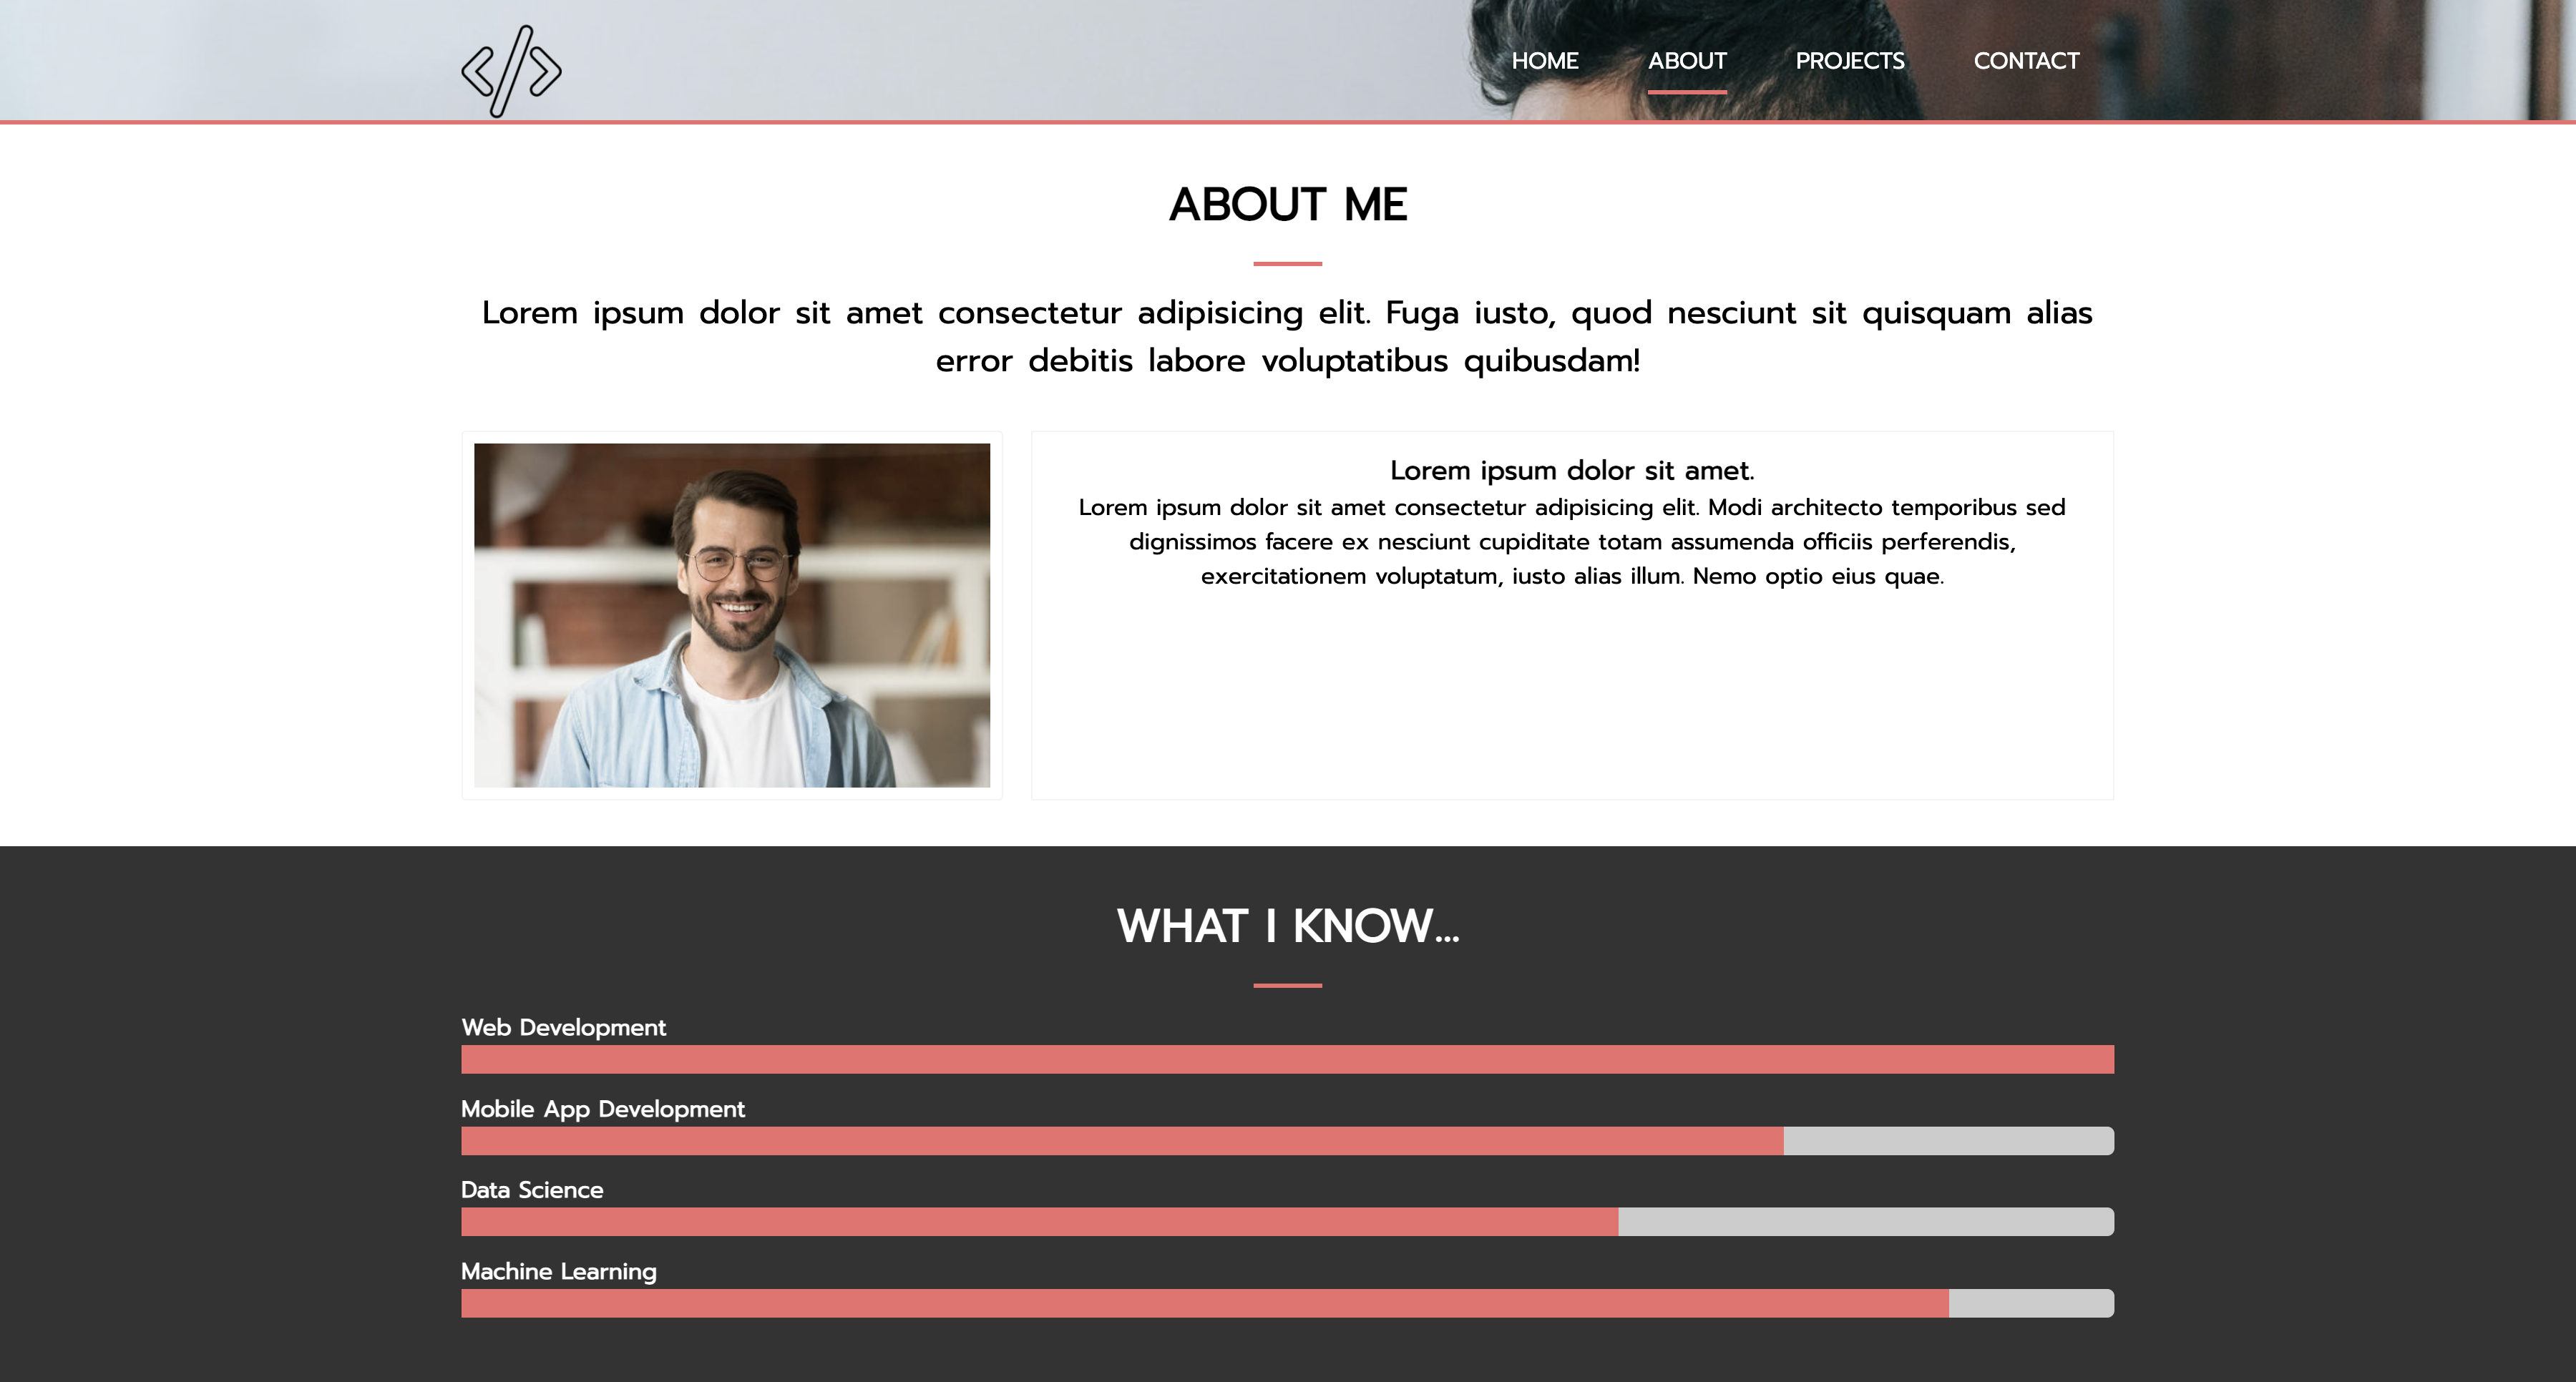 HOME ABOUT PROJECTS CONTACT
ABOUT ME
Lorem ipsum dolor sit amet consectetur adipisicing elit. Fuga iusto, quod nesciunt sit quisquam alias
error debitis labore voluptatibus quibusdam!
Lorem ipsum dolor sit amet.
Lorem ipsum dolor sit amet consectetur adipisicing elit. Modi architecto temporibus sed
dignissimos facere ex nesciunt cupiditate totam assumenda officiis perferendis,
exercitationem voluptatum, iusto alias illum. Nemo optio eius quae.
WHAT I KNOW...
Web Development
Mobile App Development
Data Science
Machine Learning